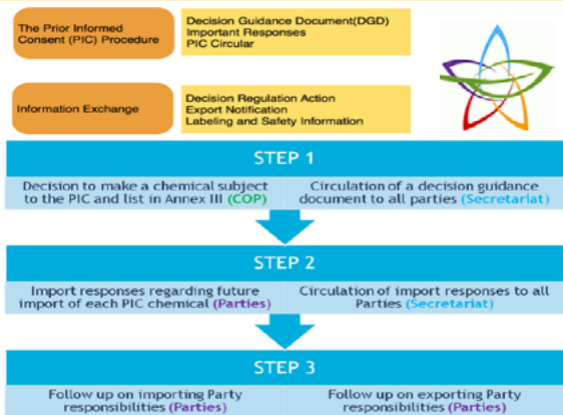 The Prior Informed
Consent (PIC) Procedure
Decision Guidance Document(DGD)
Important Responses
PIC Circular
Information Exchange
Decision Regulation Action
Export Notification
Labeling and Safety Information
STEP 1
Decision to make a chemical subject
to the PIC and list in Annex III (COP)
Circulation of a decision guidance
document to all parties (Secretariat)
STEP 2
Import responses regarding future
import of each PIC chemical (Parties)
Circulation of import responses to all
Parties (Secretariat)
STEP 3
Follow up on importing Party
responsibilities (Parties)
Follow up on exporting Party
responsibilities (Parties)